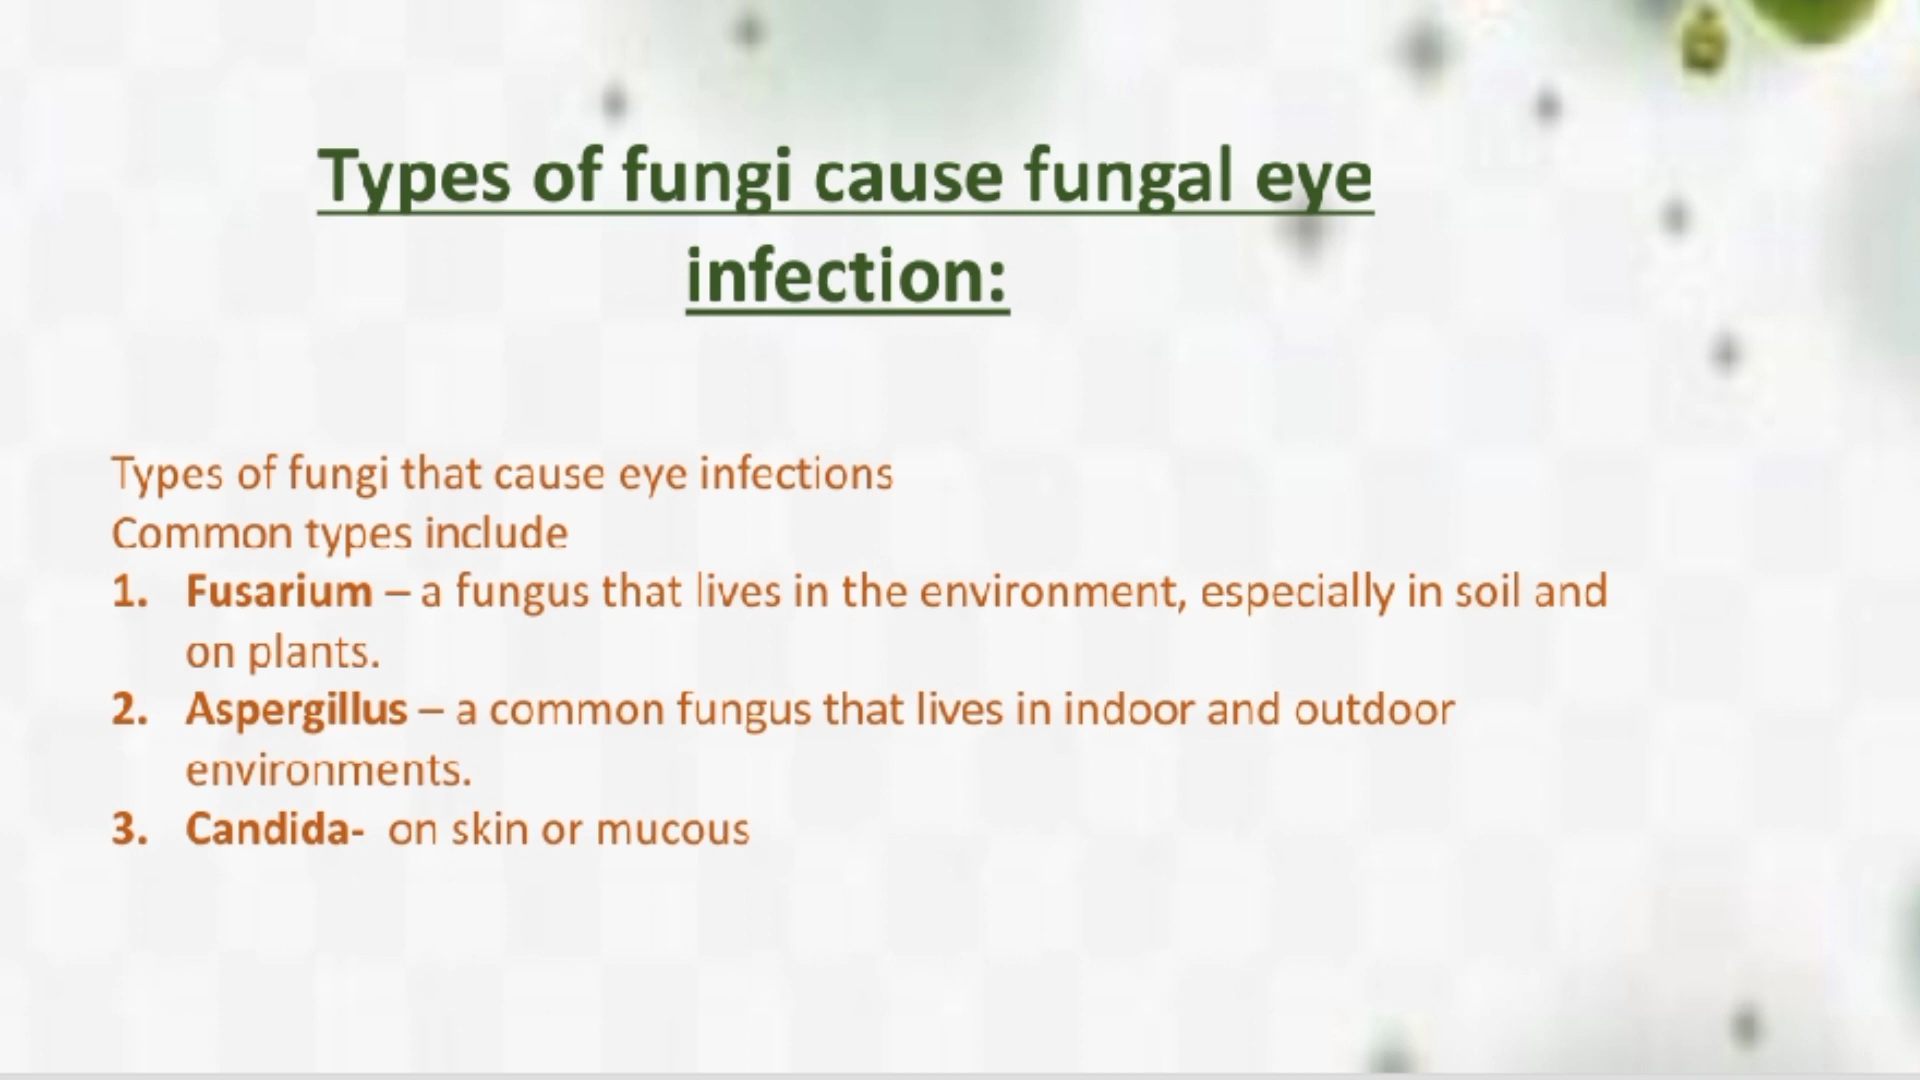 Types of fungi cause fungal eye
infection:
Types of fungi that cause eye infections
Common types include
1. Fusarium – a fungus that lives in the environment, especially in soil and
on plants.
2. Aspergillus – a common fungus that lives in indoor and outdoor
environments.
3. Candida- on skin or mucous